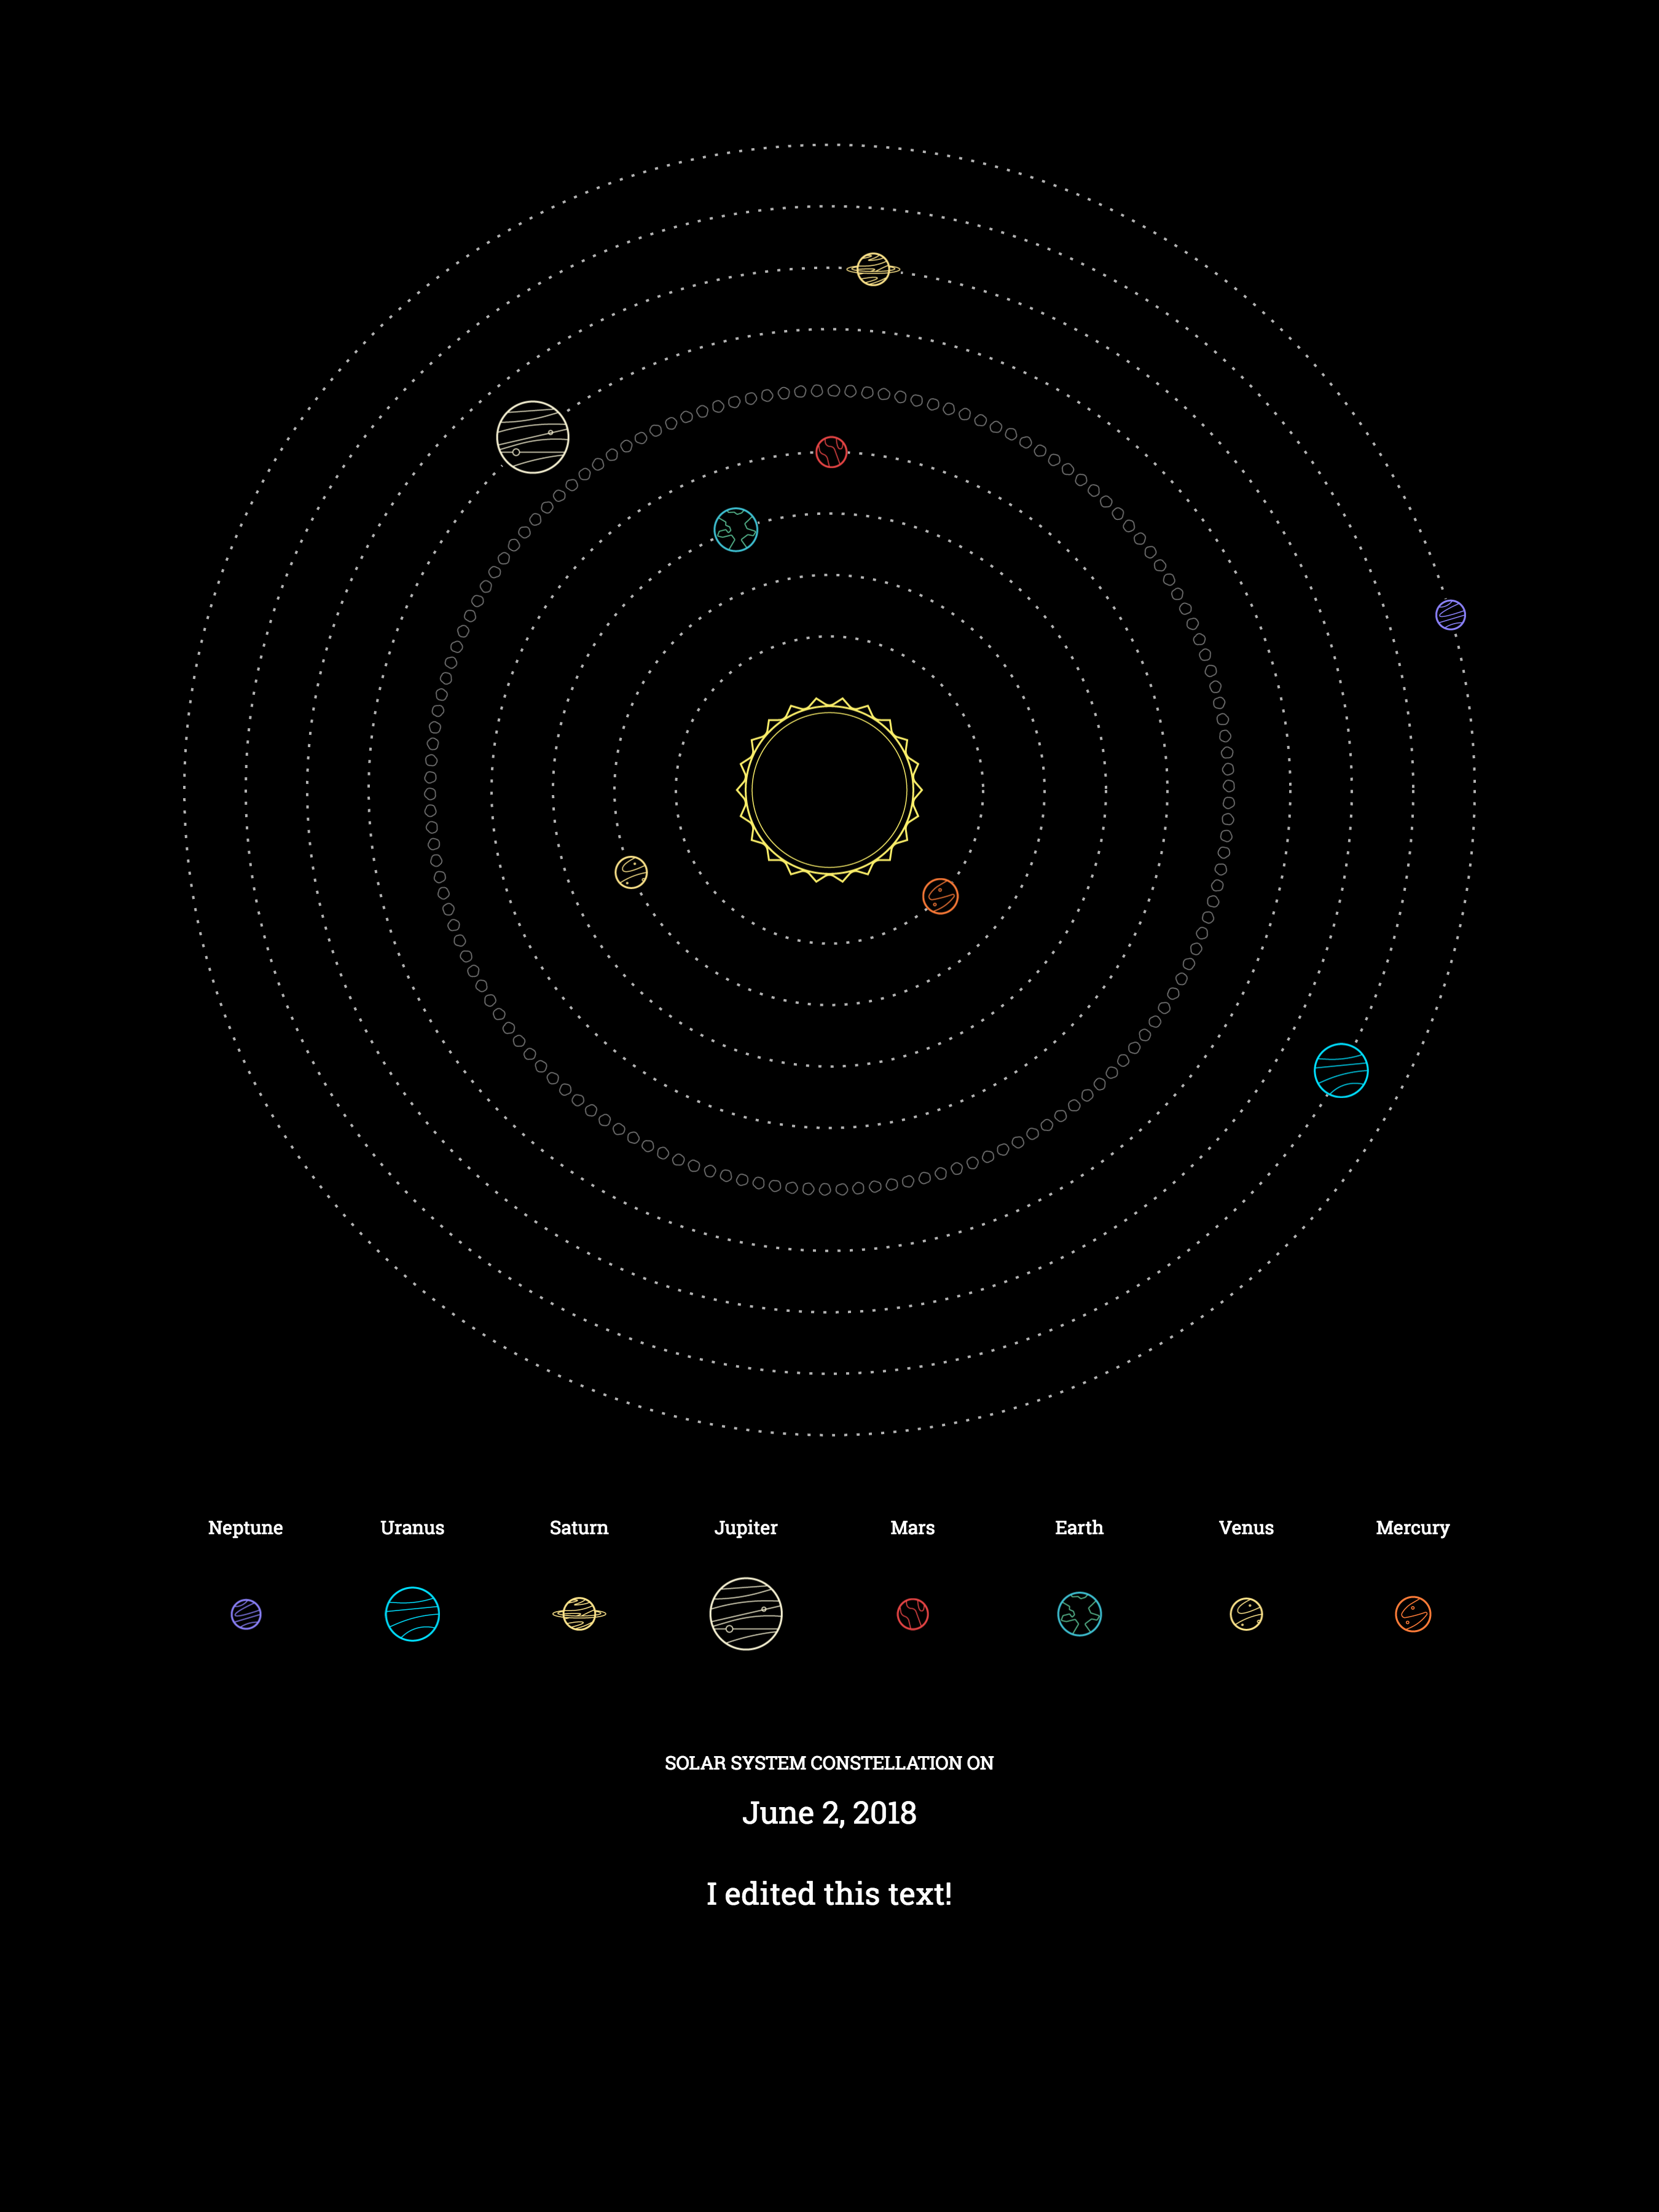 Neptune Uranus Saturn Jupiter Mars Earth Venus Mercury
SOLAR SYSTEM CONSTELLATION ON
June 2, 2018
I edited this text!